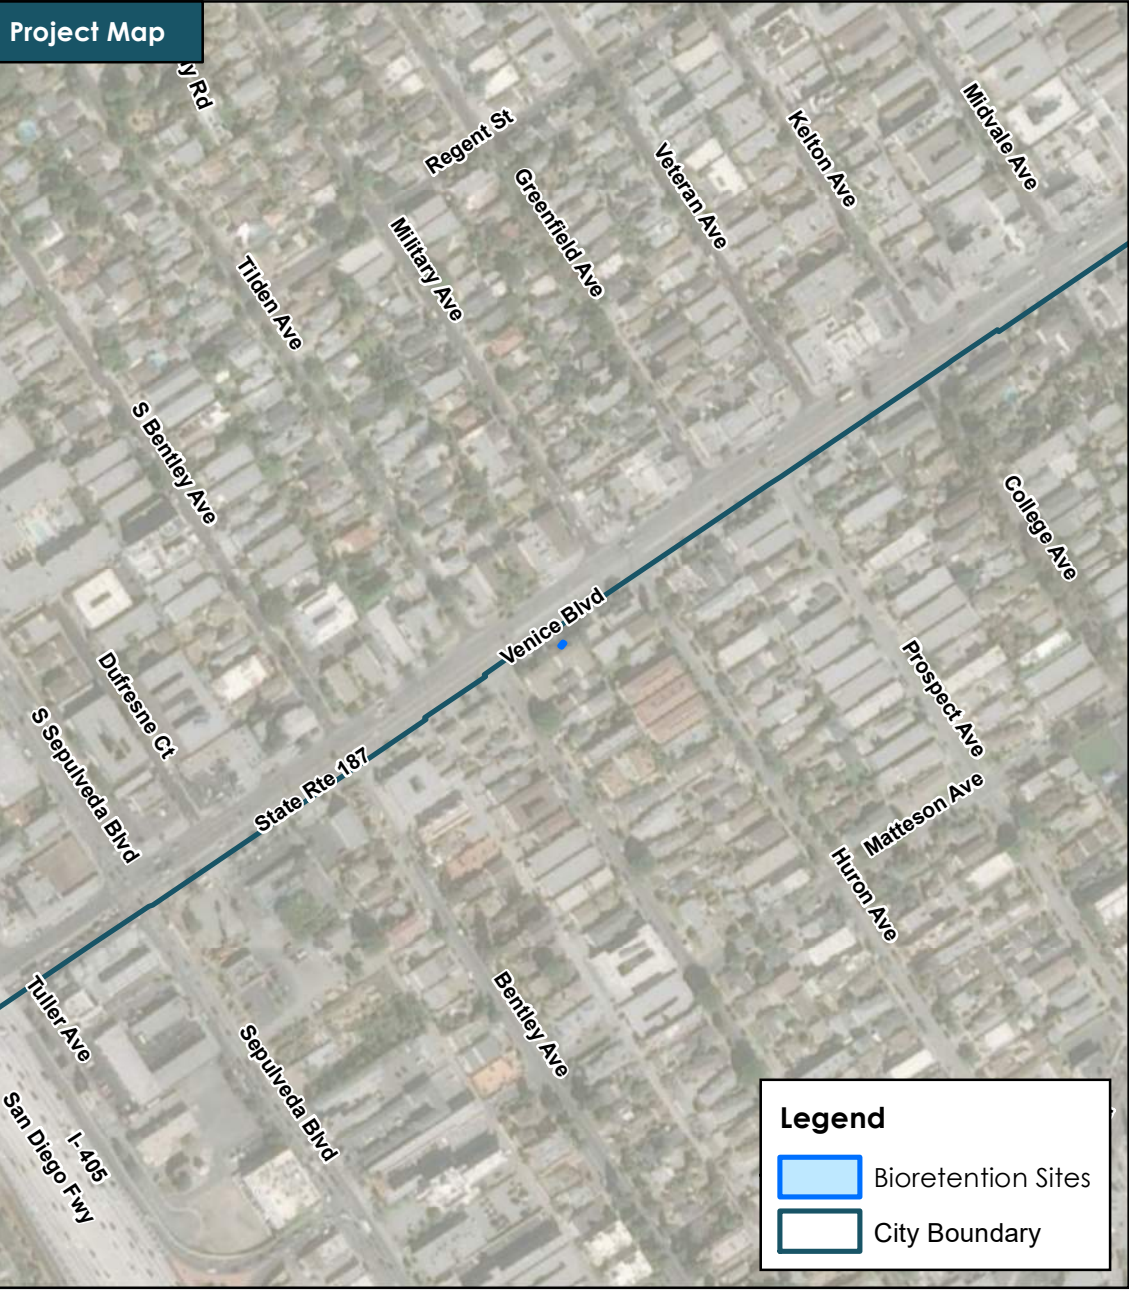 Project Map
y Rd
Regent St
Midvale Ave
Kelton Ave
Veteran Ave
Greenfield Ave
Military Ave
Tilden Ave
S Bentley Ave
College Ave
Venice Blvd
Prospect Ave
Dufresne Ct
S Sepulveda Blvd
State Rte 187
Matteson Ave
Huron Ave
Tuller Ave
Bentley Ave
Sepulveda Blvd
San Diego Fwy
I- 405
Legend
Bioretention Sites
City Boundary